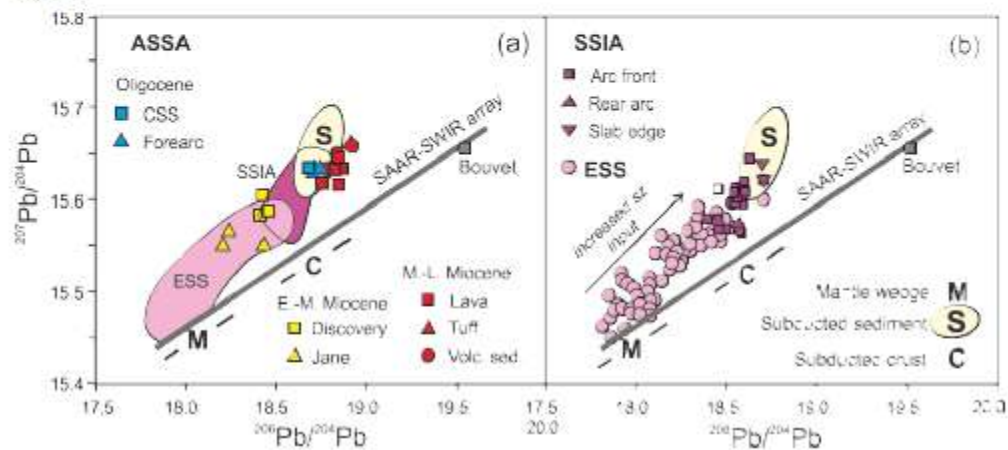 15.8
15.7
15.6
15.5
15.4
²⁰⁷Pb/²⁰⁴Pb
ASSA
(a)
Oligocene
CSS
Forearc
S
SSIA
SAAR-SWIR array
Bouvet
ESS
C
M
E.-M. Miocene
Discovery
Jane
M.-L. Miocene
Lava
Tuff
Volc. sed
17.5
18.0
18.5
19.0
19.5
20.0
²⁰⁶Pb/²⁰⁴Pb
SSIA
(b)
Arc front
Rear arc
Slab edge
ESS
S
SAAR-SWIR array
Bouvet
increased sz
input
C
M
Mantle wedge M
Subducted sediment S
Subducted crust C
18.0
18.5
19.0
19.5
20.0
²⁰⁶Pb/²⁰⁴Pb